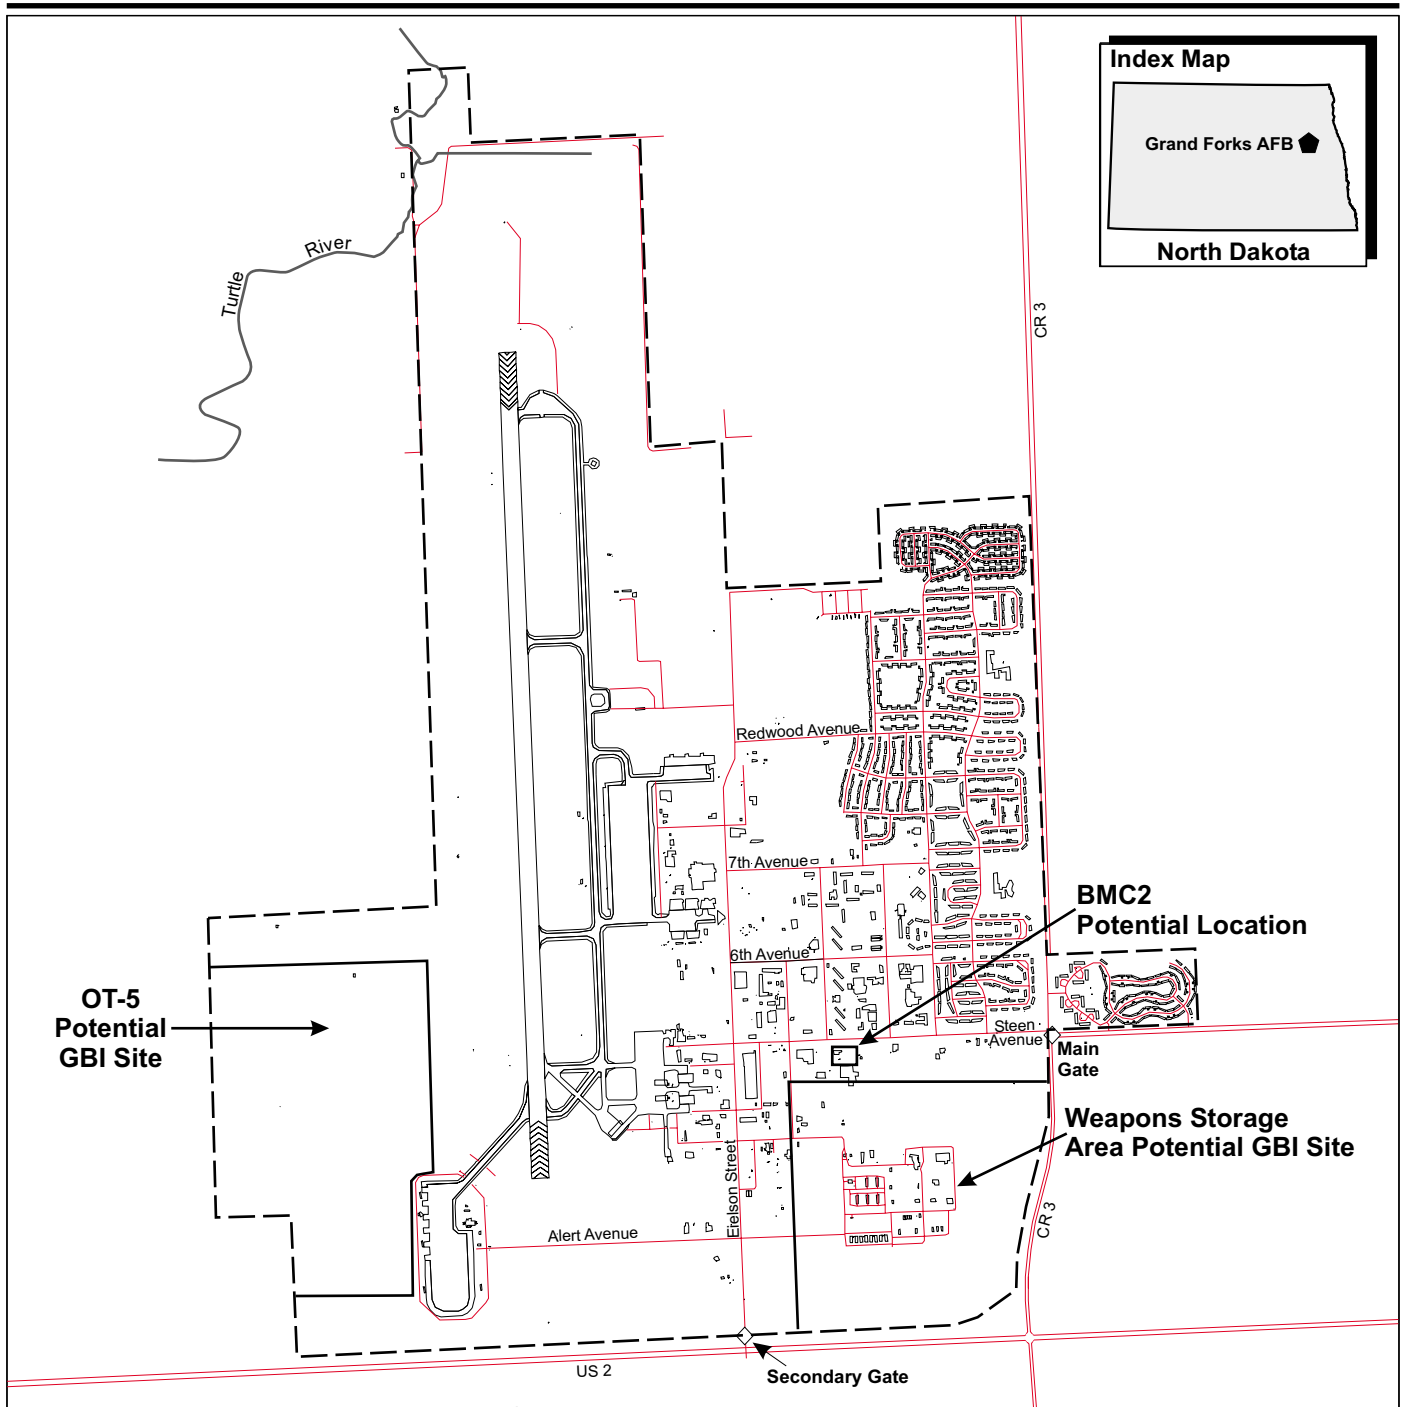 Index Map
Grand Forks AFB
North Dakota
River
Turtle
CR 3
Redwood Avenue
7th Avenue
BMC2
Potential Location
6th Avenue
OT-5
Potential
GBI Site
Steen
Avenue
Main
Gate
Weapons Storage
Area Potential GBI Site
Eielson Street
CR 3
Alert Avenue
US 2
Secondary Gate